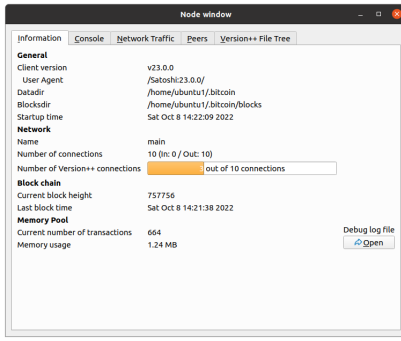 Node window
Information Console Network Traffic Peers Version++ File Tree
General
Client version v23.0.0
User Agent /Satoshi:23.0.0/
Datadir /home/ubuntu1/.bitcoin
Blocksdir /home/ubuntu1/.bitcoin/blocks
Startup time Sat Oct 8 14:22:09 2022
Network
Name main
Number of connections 10 (In: 0 / Out: 10)
Number of Version++ connections out of 10 connections
Block chain
Current block height 757756
Last block time Sat Oct 8 14:21:38 2022
Memory Pool
Current number of transactions 664
Debug log file
Memory usage 1.24 MB
Open